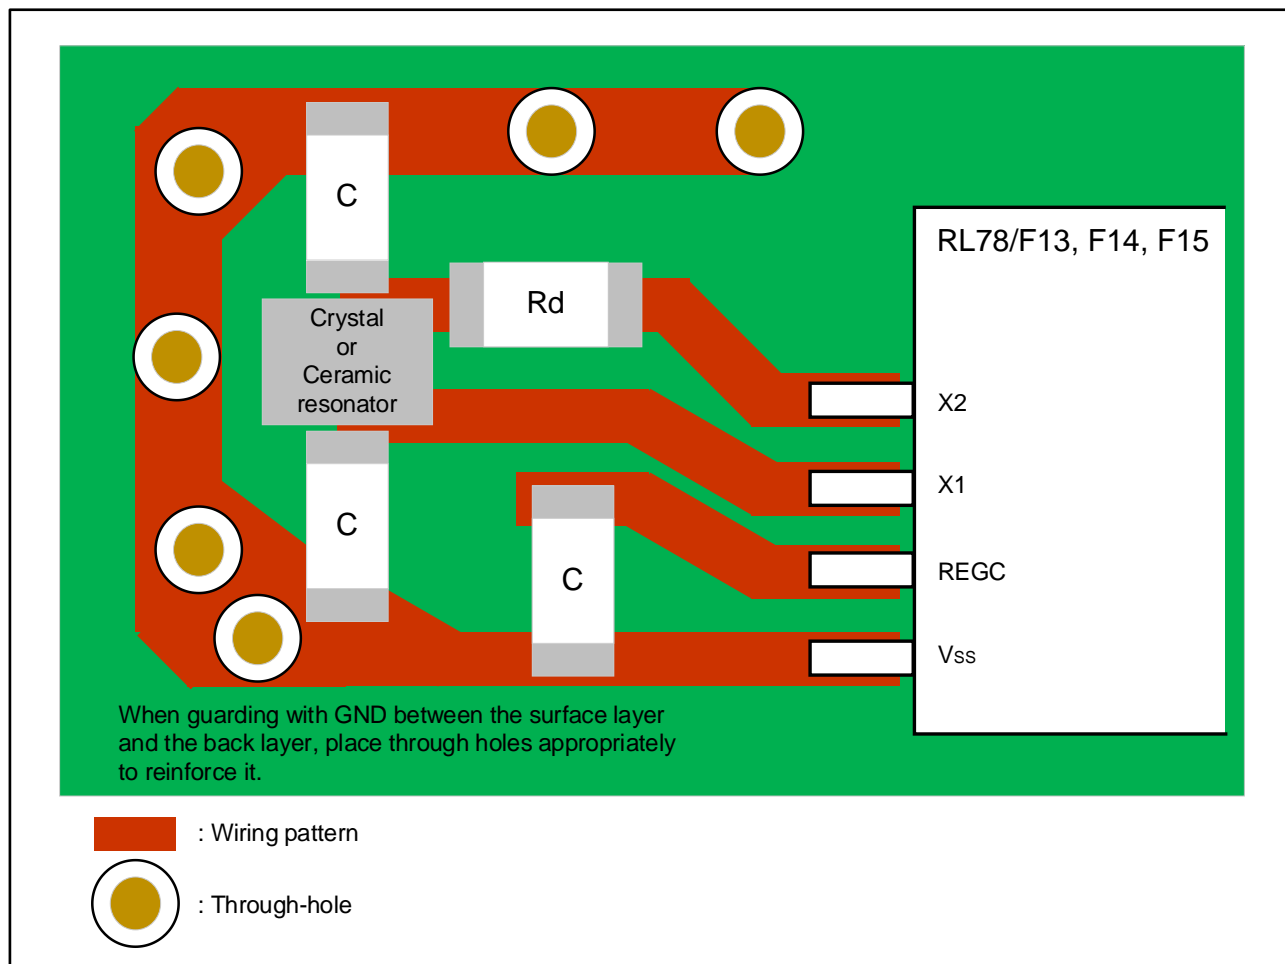 C
RL78/F13, F14, F15
Rd
Crystal
or
Ceramic
resonator
X2
X1
C
C
REGC
Vss
When guarding with GND between the surface layer
and the back layer, place through holes appropriately
to reinforce it.
: Wiring pattern
: Through-hole